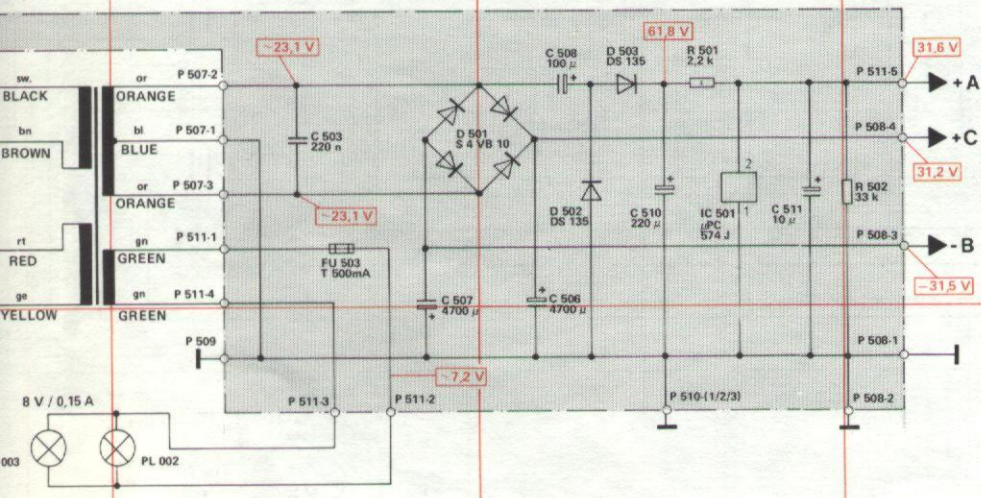 sw.
BLACK
or
ORANGE
P 507-2
~23,1 V
C 508
100 µ
D 503
DS 135
61,8 V
R 501
2,2 k
P 511-5
31,6 V
+A
bn
BROWN
bl
BLUE
P 507-1
C 503
220 n
D 501
S 4 VB 10
P 508-4
+C
31,2 V
or
ORANGE
P 507-3
~23,1 V
D 502
DS 135
C 510
220 µ
2
1
IC 501
µPC
574 J
C 511
10 µ
R 502
33 k
rt
RED
gn
GREEN
P 511-1
FU 503
T 500mA
P 508-3
-B
−31,5 V
ge
YELLOW
gn
GREEN
P 511-4
C 507
4700 µ
C 506
4700 µ
P 509
P 508-1
~7,2 V
8 V / 0,15 A
P 511-3
P 511-2
P 510-(1/2/3)
P 508-2
003
PL 002